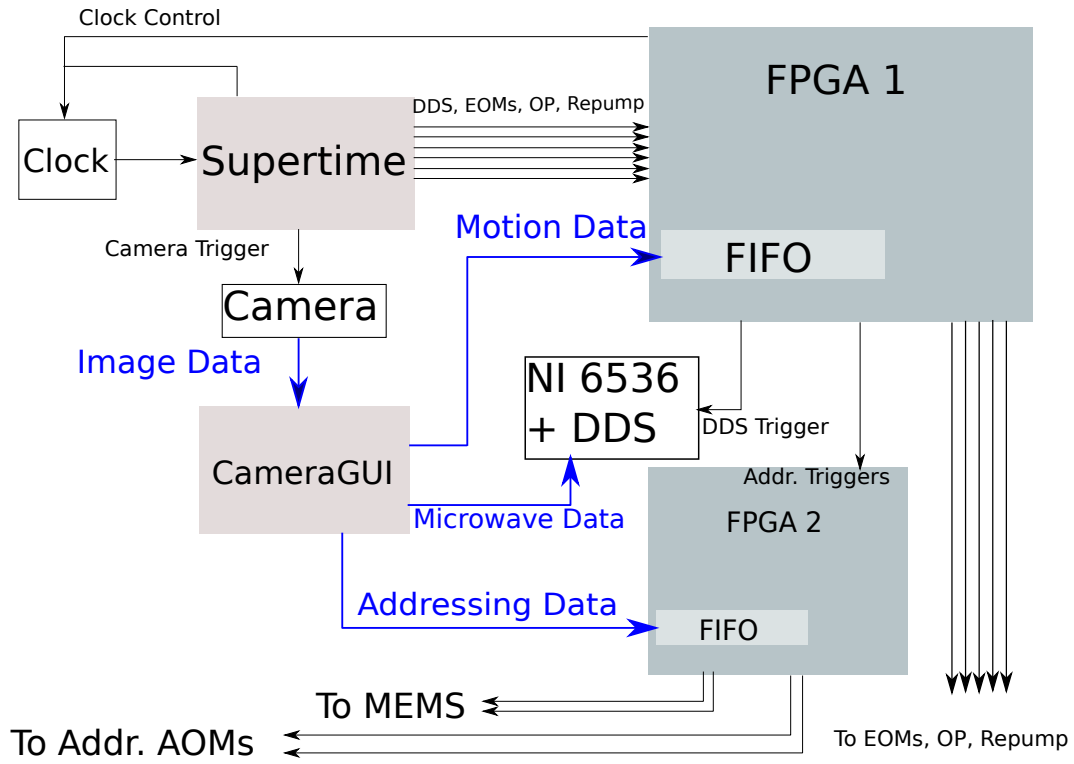 Clock Control
FPGA 1
DDS, EOMs, OP, Repump
Clock
Supertime
Motion Data
Camera Trigger
FIFO
Camera
Image Data
NI 6536
+ DDS
DDS Trigger
CameraGUI
Addr. Triggers
Microwave Data
FPGA 2
Addressing Data
FIFO
To MEMS
To Addr. AOMs
To EOMs, OP, Repump